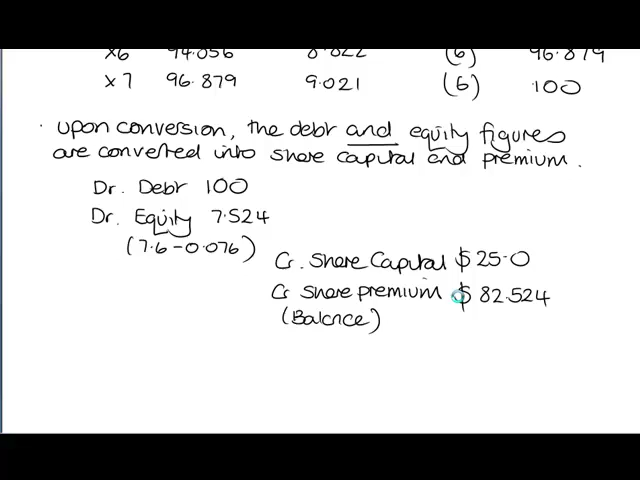 x6 94.056 8.822 (6) 96.879
x7 96.879 9.021 (6) 100
· upon conversion, the debt and equity figures
are converted into share capital and premium.
Dr. Debt 100
Dr. Equity 7.524
(7.6-0.076)
Cr. Share Capital $25.0
Cr Share premium $82.524
(Balance)